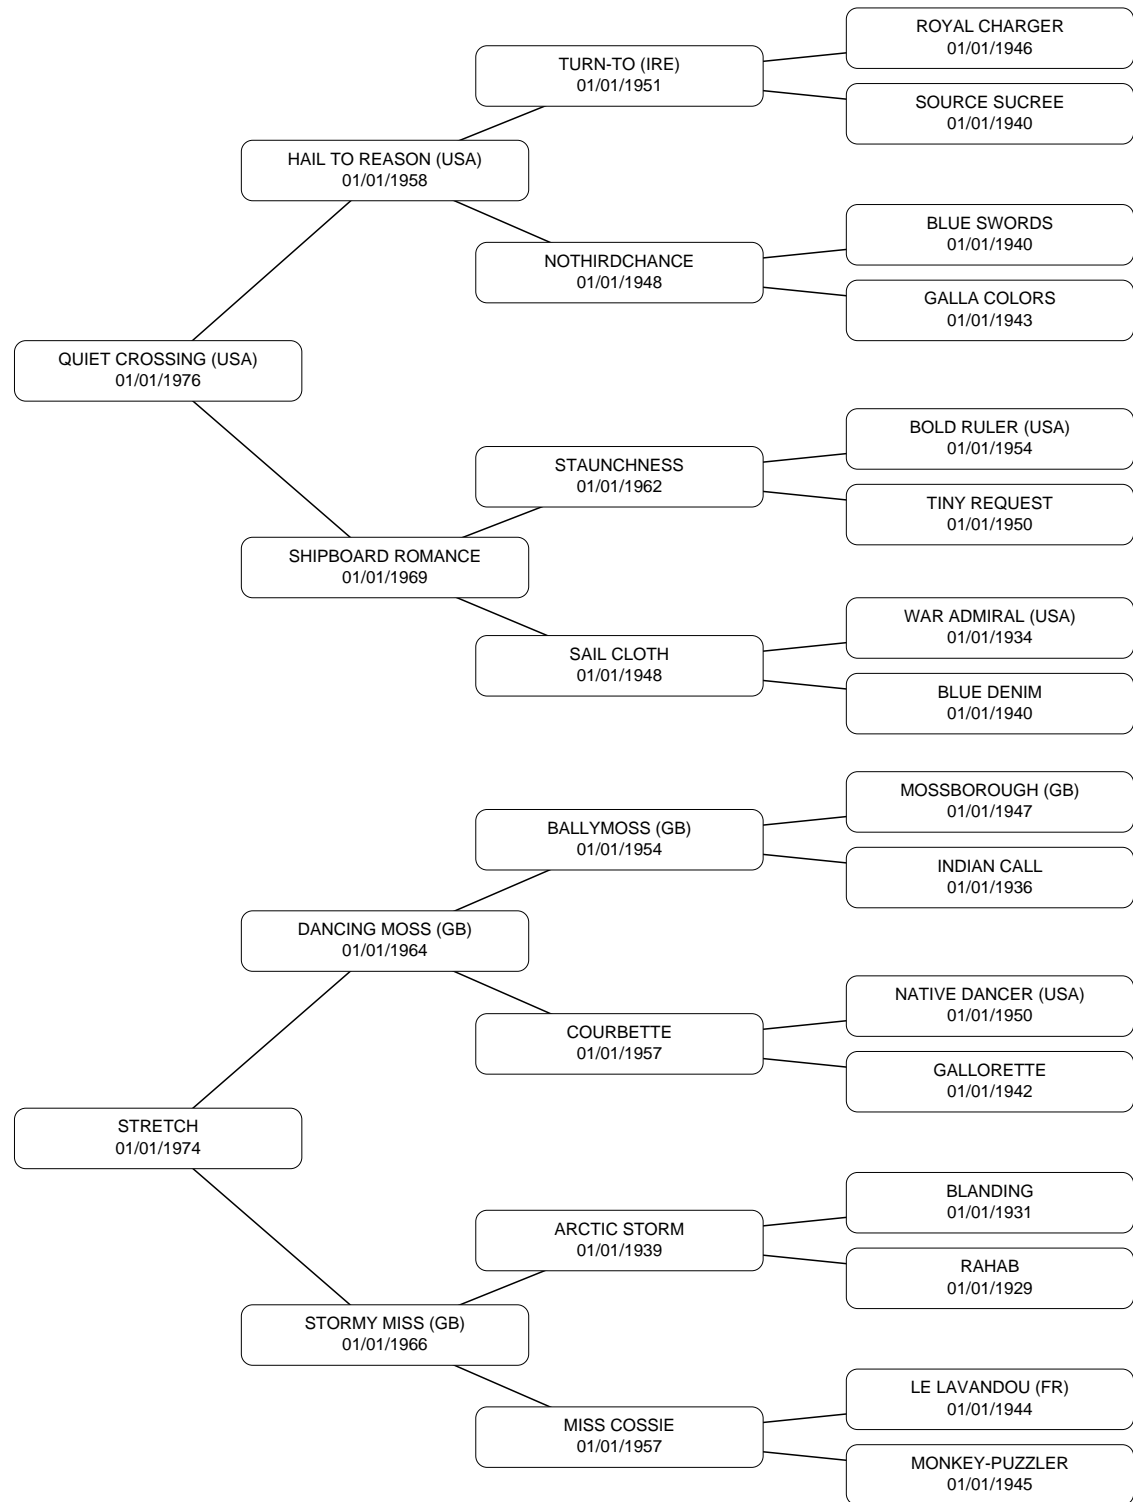 ROYAL CHARGER
01/01/1946
TURN-TO (IRE)
01/01/1951
SOURCE SUCREE
01/01/1940
HAIL TO REASON (USA)
01/01/1958
BLUE SWORDS
01/01/1940
NOTHIRDCHANCE
01/01/1948
GALLA COLORS
01/01/1943
QUIET CROSSING (USA)
01/01/1976
BOLD RULER (USA)
01/01/1954
STAUNCHNESS
01/01/1962
TINY REQUEST
01/01/1950
SHIPBOARD ROMANCE
01/01/1969
WAR ADMIRAL (USA)
01/01/1934
SAIL CLOTH
01/01/1948
BLUE DENIM
01/01/1940
MOSSBOROUGH (GB)
01/01/1947
BALLYMOSS (GB)
01/01/1954
INDIAN CALL
01/01/1936
DANCING MOSS (GB)
01/01/1964
NATIVE DANCER (USA)
01/01/1950
COURBETTE
01/01/1957
GALLORETTE
01/01/1942
STRETCH
01/01/1974
BLANDING
01/01/1931
ARCTIC STORM
01/01/1939
RAHAB
01/01/1929
STORMY MISS (GB)
01/01/1966
LE LAVANDOU (FR)
01/01/1944
MISS COSSIE
01/01/1957
MONKEY-PUZZLER
01/01/1945